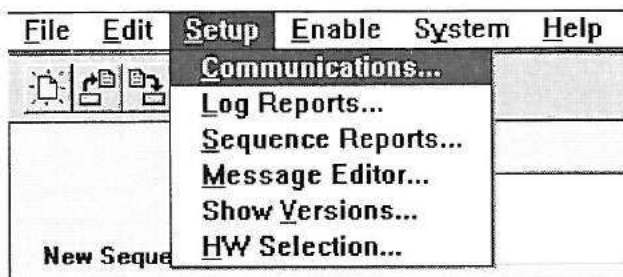 File Edit Setup Enable System Help
Communications...
Log Reports...
Sequence Reports...
Message Editor...
Show Versions...
HW Selection...
New Seque